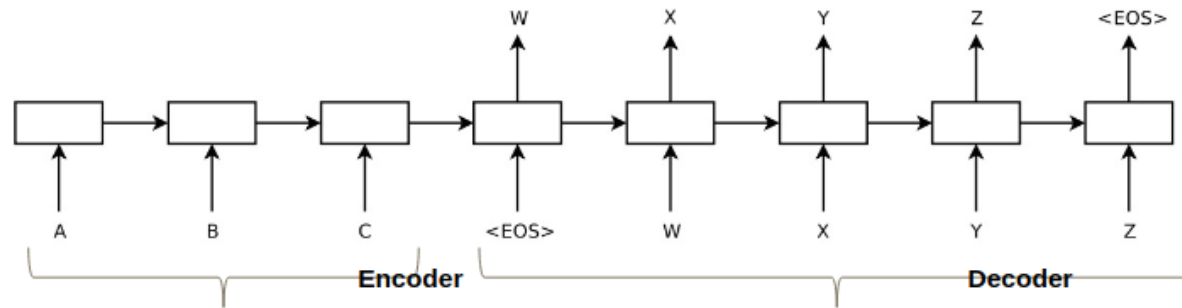 W X Y Z <EOS>
A B C <EOS> W X Y Z
Encoder Decoder